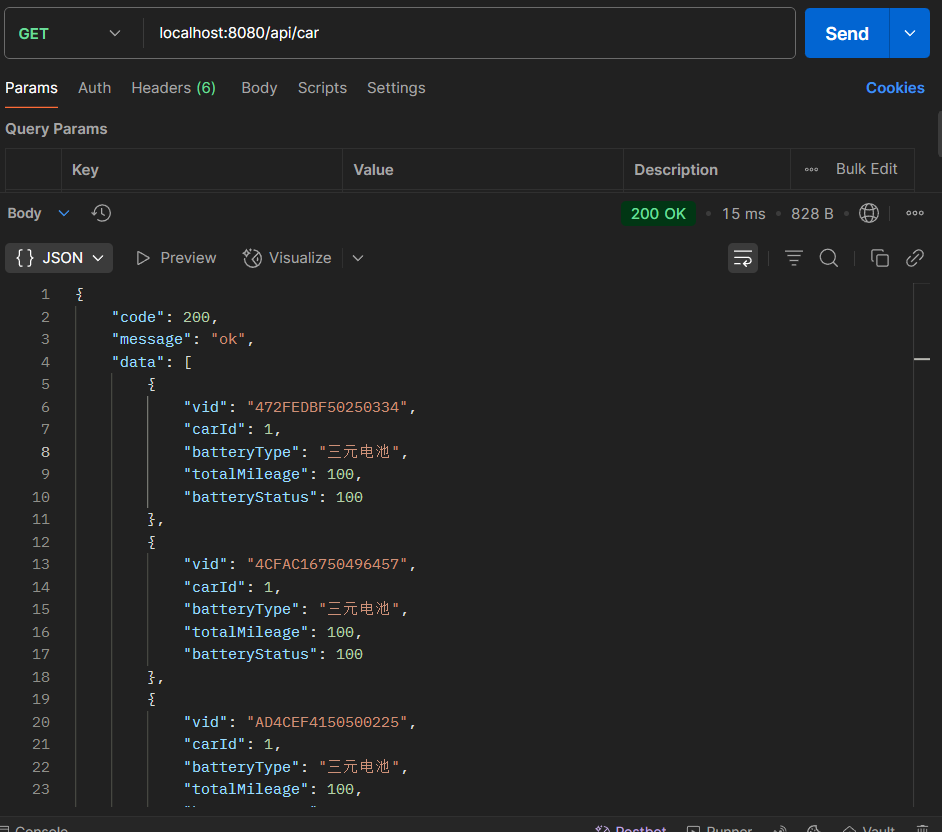 GET localhost:8080/api/car Send
Params Auth Headers (6) Body Scripts Settings Cookies
Query Params
Key Value Description Bulk Edit
Body 200 OK 15 ms 828 B
{} JSON Preview Visualize
1 {
2 "code": 200,
3 "message": "ok",
4 "data": [
5 {
6 "vid": "472FEDBF50250334",
7 "carId": 1,
8 "batteryType": "三元电池",
9 "totalMileage": 100,
10 "batteryStatus": 100
11 },
12 {
13 "vid": "4CFAC16750496457",
14 "carId": 1,
15 "batteryType": "三元电池",
16 "totalMileage": 100,
17 "batteryStatus": 100
18 },
19 {
20 "vid": "AD4CEF4150500225",
21 "carId": 1,
22 "batteryType": "三元电池",
23 "totalMileage": 100,
Console Postbot Runner Vault